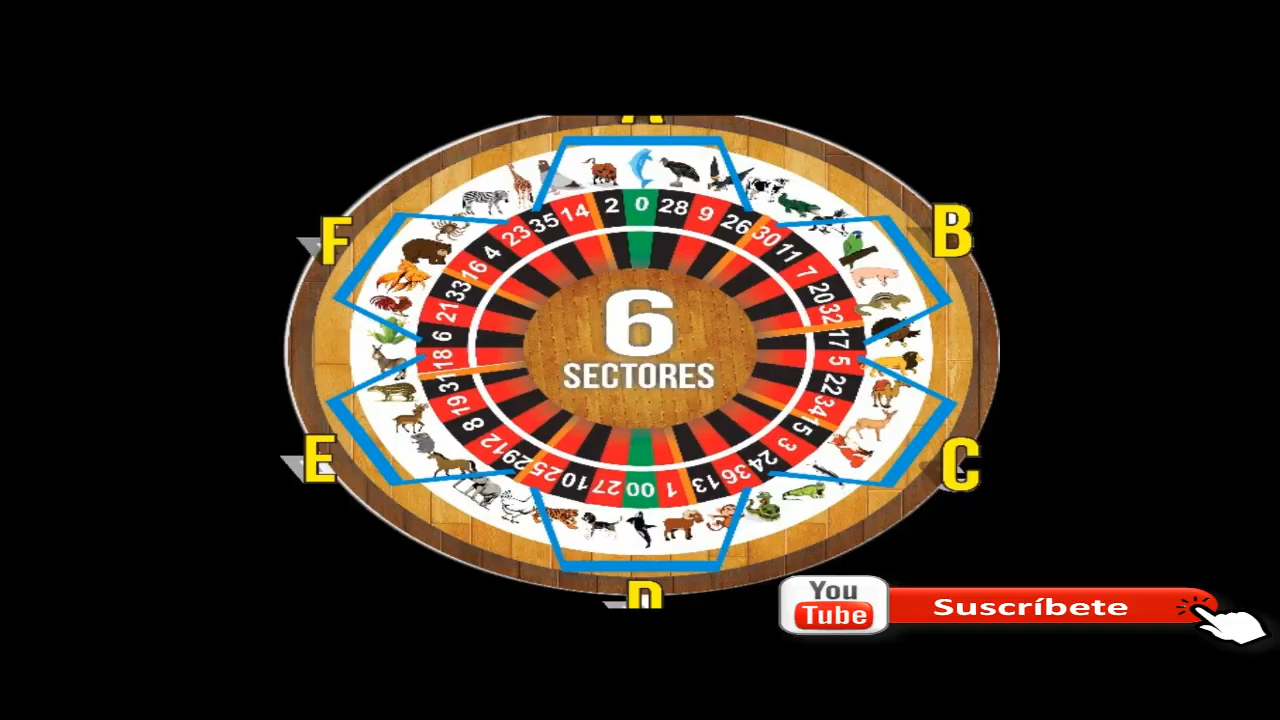 A
B
C
D
E
F
0 28 9 26 30 11 7 20 32 17 5 22 34 15 3 24 36 13 1 00 27 10 25 29 12 8 19 31 18 6 21 33 16 4 23 35 14 2
6
SECTORES
You
Tube
Suscríbete